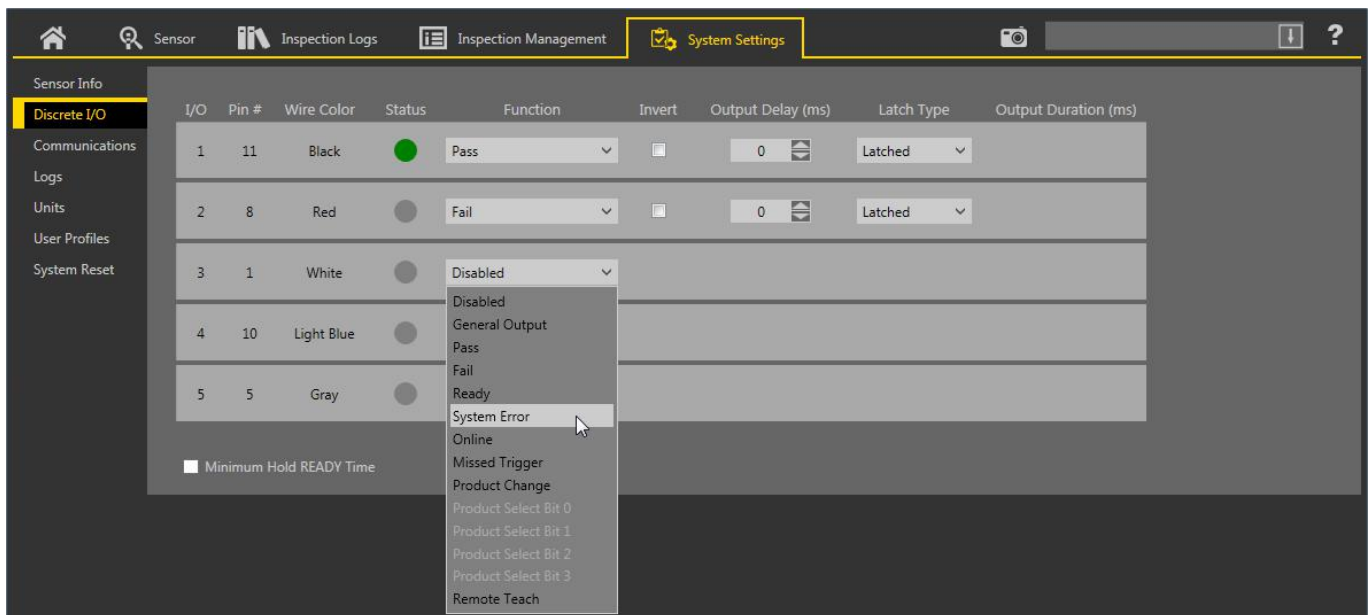 Sensor Inspection Logs Inspection Management System Settings ?
Sensor Info
Discrete I/O
Communications
Logs
Units
User Profiles
System Reset
I/O Pin # Wire Color Status Function Invert Output Delay (ms) Latch Type Output Duration (ms)
1 11 Black Pass 0 Latched
2 8 Red Fail 0 Latched
3 1 White Disabled
4 10 Light Blue
5 5 Gray
Disabled
General Output
Pass
Fail
Ready
System Error
Online
Missed Trigger
Product Change
Product Select Bit 0
Product Select Bit 1
Product Select Bit 2
Product Select Bit 3
Remote Teach
Minimum Hold READY Time